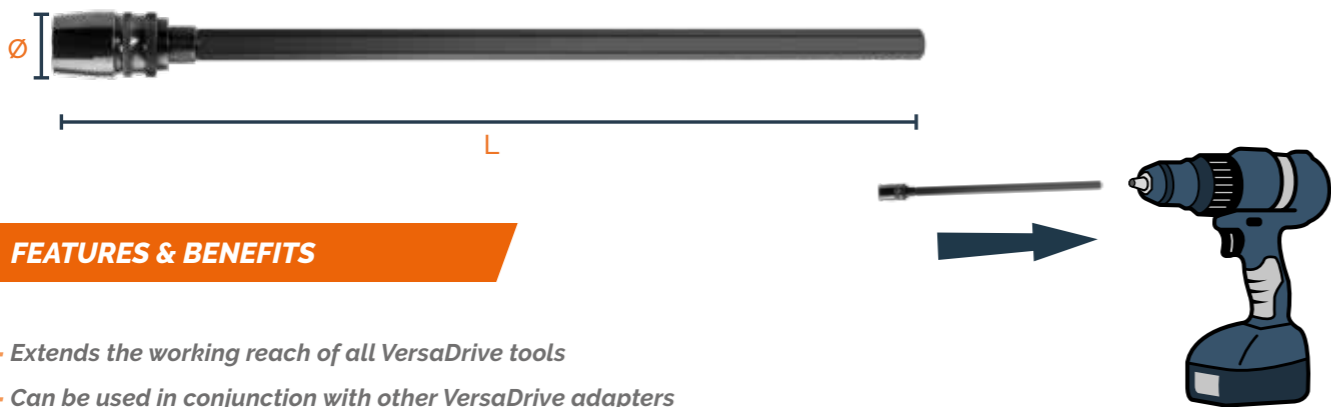 Ø
L
FEATURES & BENEFITS
Extends the working reach of all VersaDrive tools
Can be used in conjunction with other VersaDrive adapters